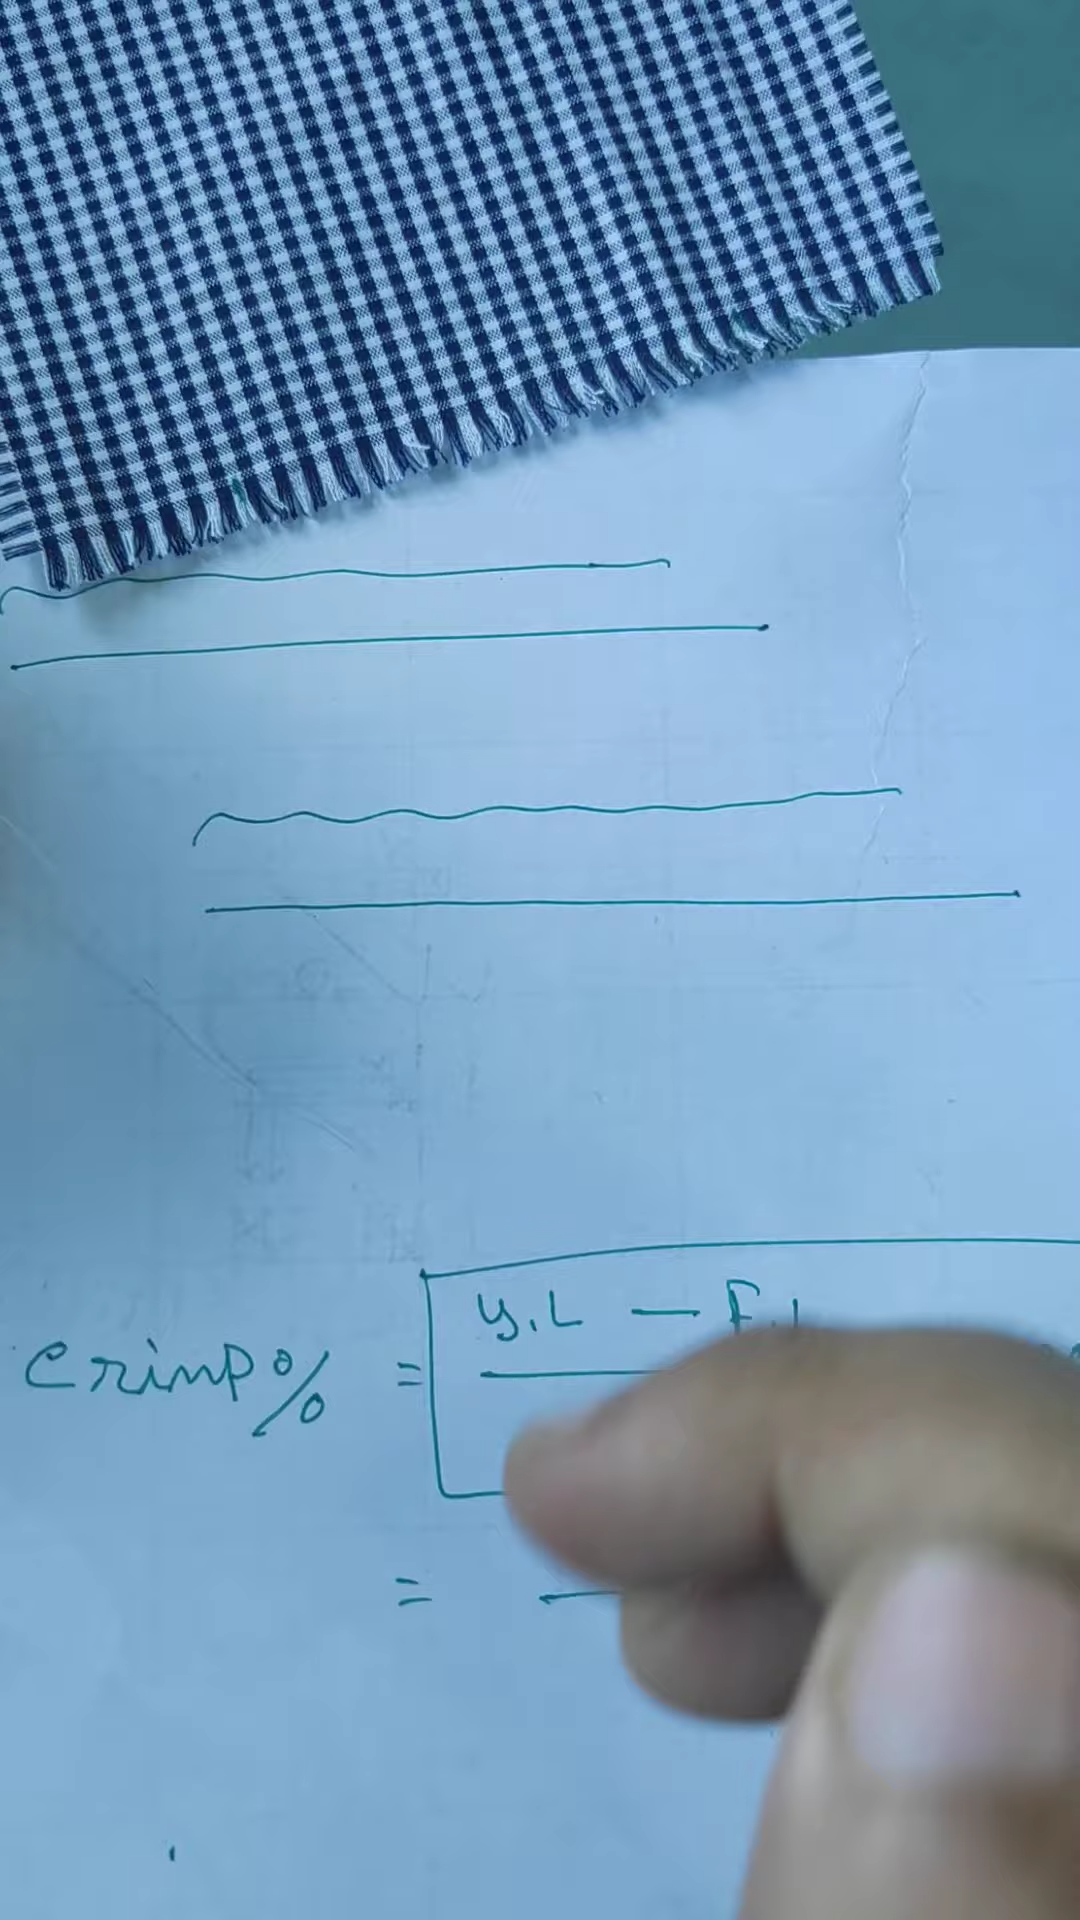 y.L — F.L
Crimp% =
=